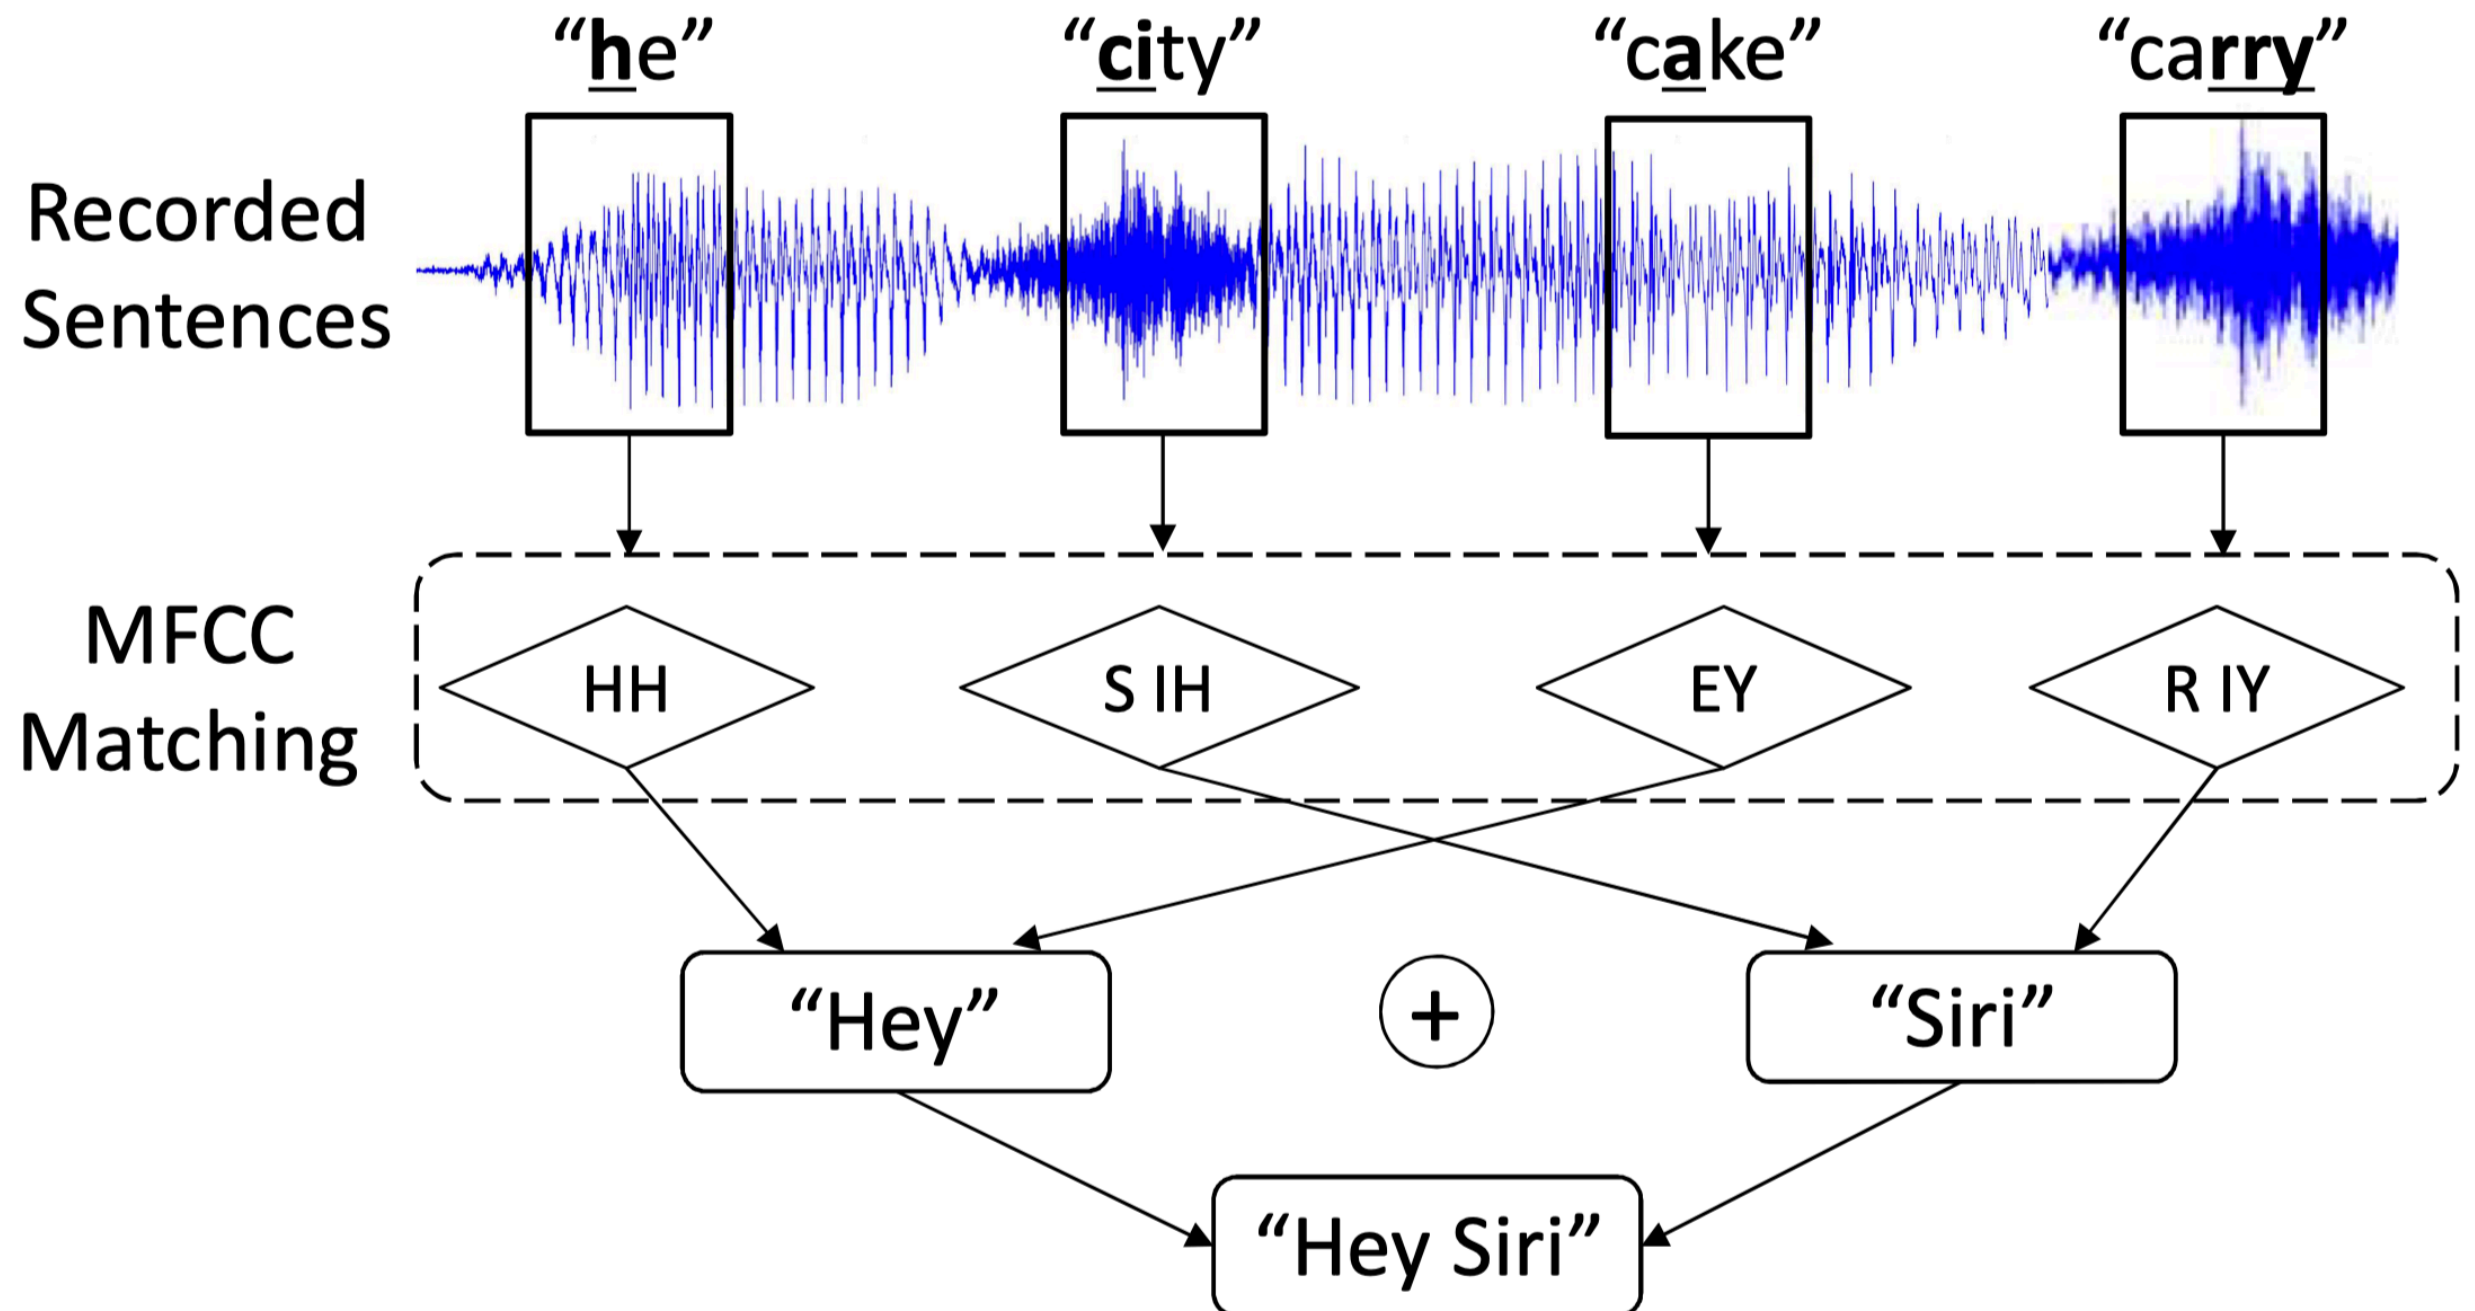 “he” “city” “cake” “carry”
Recorded
Sentences
MFCC
Matching
HH S IH EY R IY
“Hey” + “Siri”
“Hey Siri”